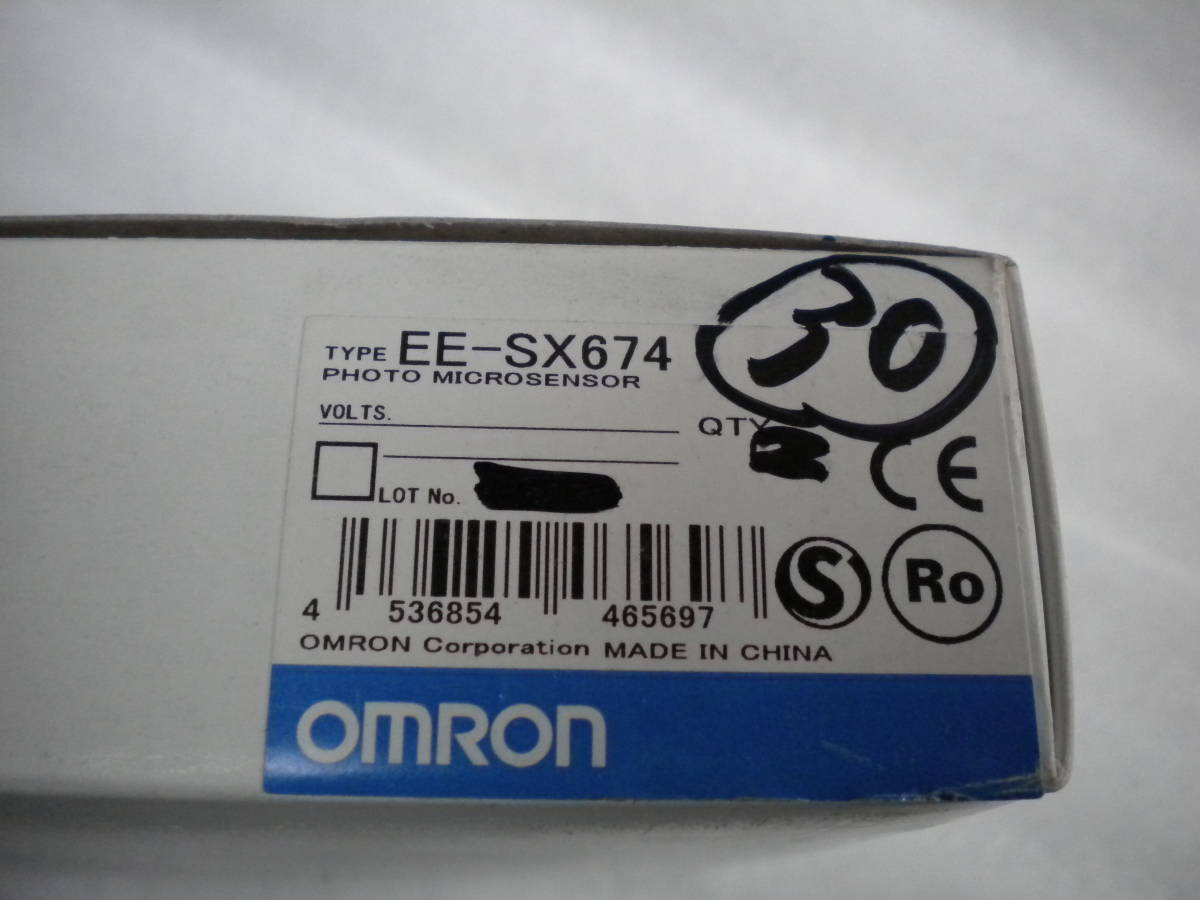 30
TYPE EE-SX674
PHOTO MICROSENSOR
VOLTS.
QTY
CE
LOT No.
S
Ro
4 536854 465697
OMRON Corporation MADE IN CHINA
OMRON